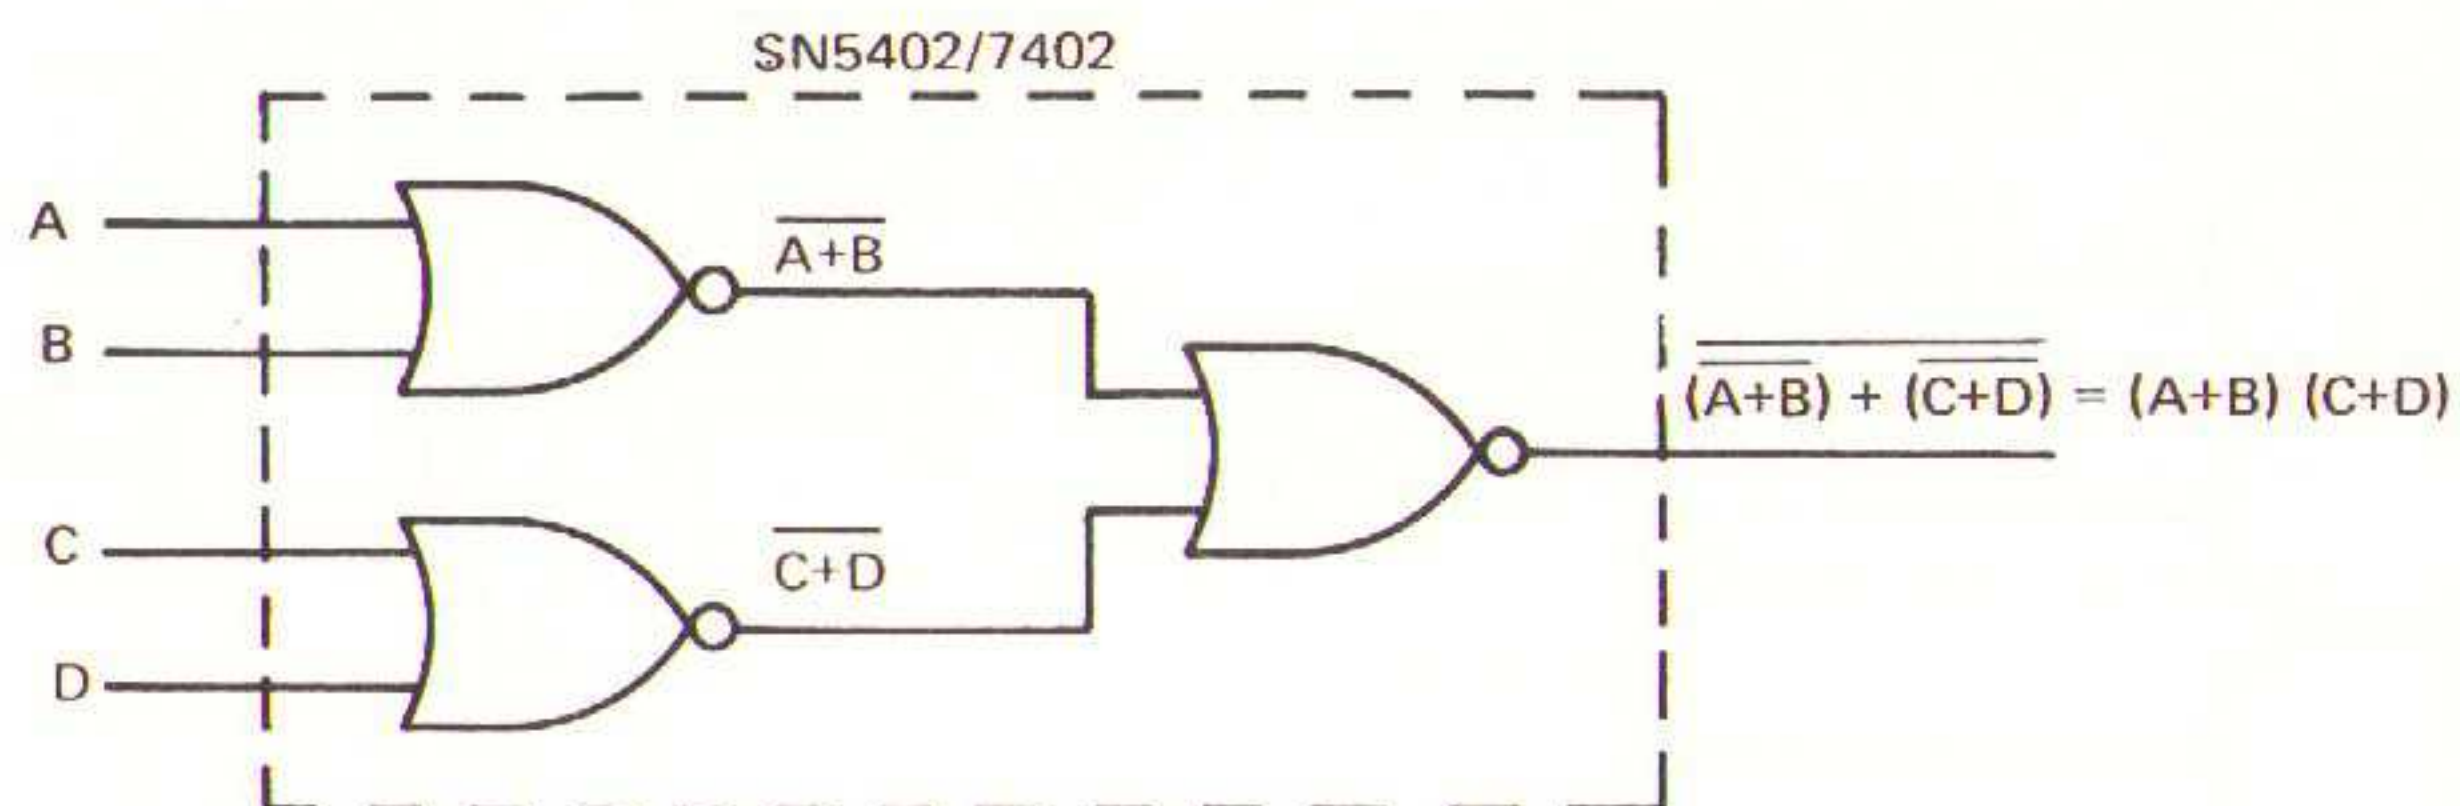 SN5402/7402
A
B
C
D
A̅+̅B̅
C̅+̅D̅
(A̅+̅B̅) + (C̅+̅D̅) = (A+B) (C+D)